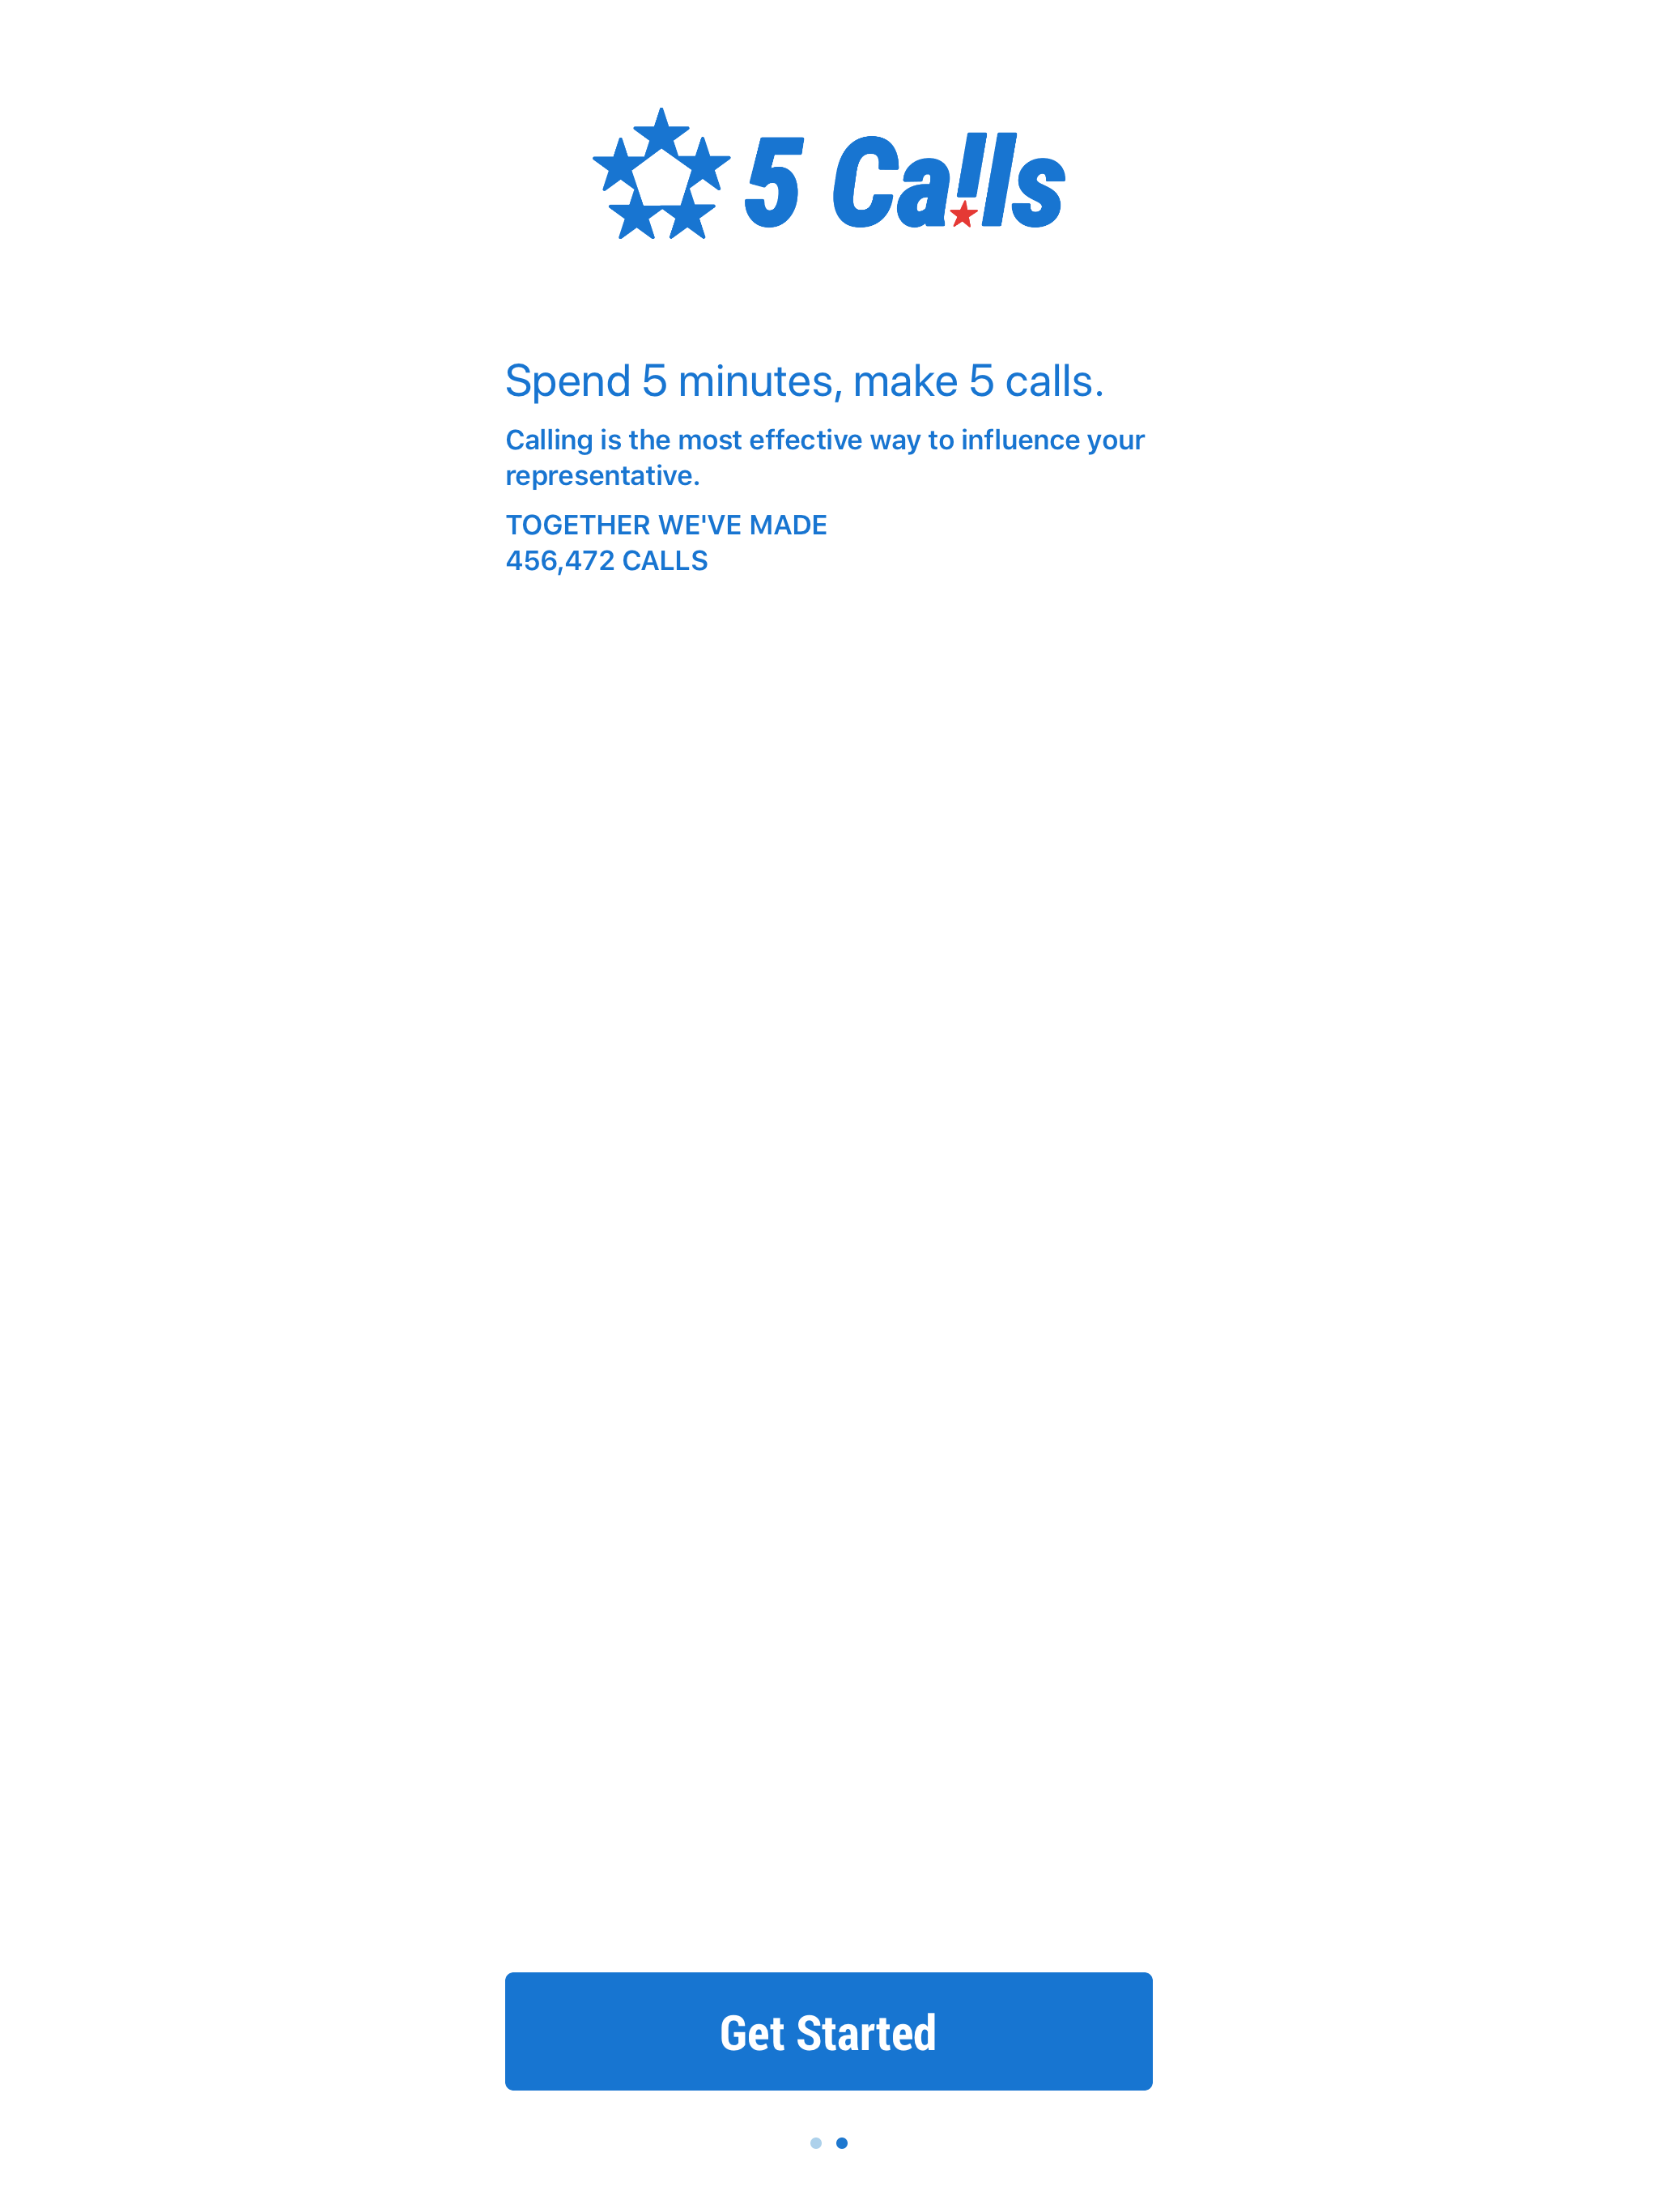 5 Calls
Spend 5 minutes, make 5 calls.
Calling is the most effective way to influence your
representative.
TOGETHER WE'VE MADE
456,472 CALLS
Get Started